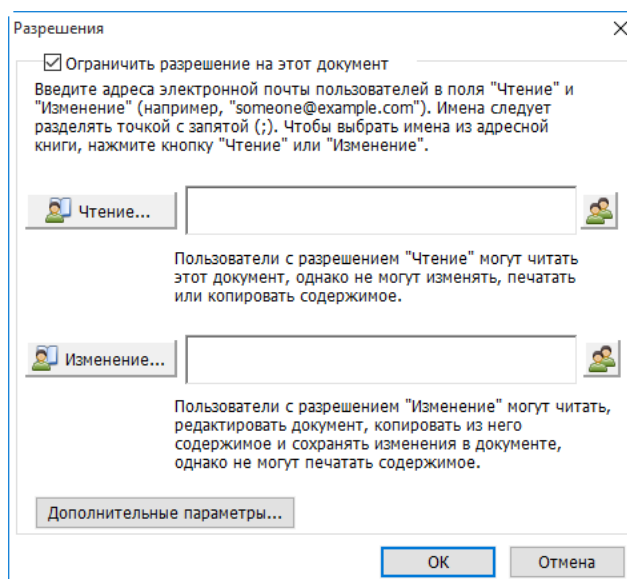 Разрешения
Ограничить разрешение на этот документ
Введите адреса электронной почты пользователей в поля "Чтение" и
"Изменение" (например, "someone@example.com"). Имена следует
разделять точкой с запятой (;). Чтобы выбрать имена из адресной
книги, нажмите кнопку "Чтение" или "Изменение".
Чтение...
Пользователи с разрешением "Чтение" могут читать
этот документ, однако не могут изменять, печатать
или копировать содержимое.
Изменение...
Пользователи с разрешением "Изменение" могут читать,
редактировать документ, копировать из него
содержимое и сохранять изменения в документе,
однако не могут печатать содержимое.
Дополнительные параметры...
ОК
Отмена